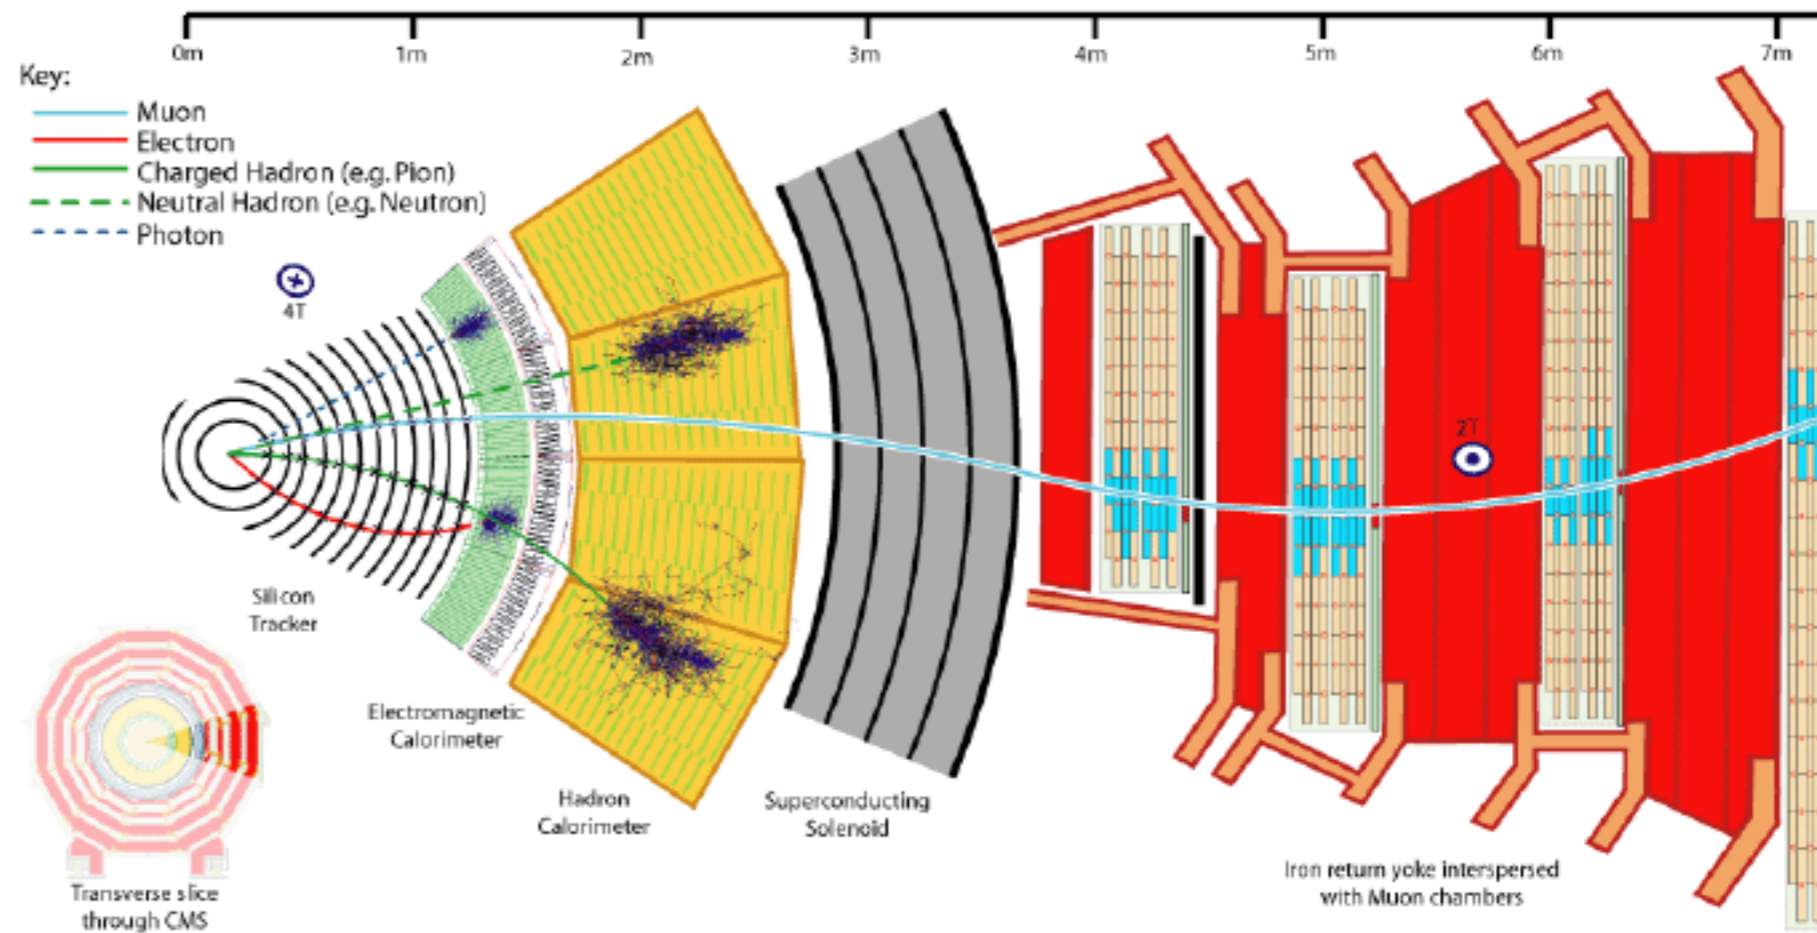 0m 1m 2m 3m 4m 5m 6m 7m
Key:
Muon
Electron
Charged Hadron (e.g. Pion)
Neutral Hadron (e.g. Neutron)
Photon
4T
2T
Silicon
Tracker
Electromagnetic
Calorimeter
Hadron
Calorimeter
Superconducting
Solenoid
Iron return yoke interspersed
with Muon chambers
Transverse slice
through CMS